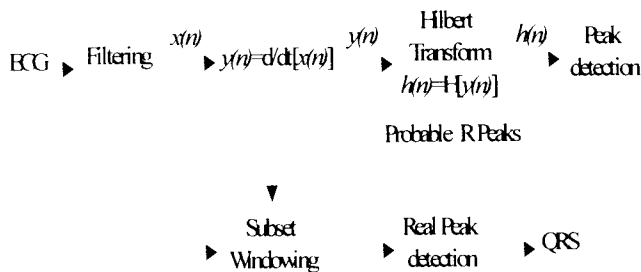 ECG
Filtering
x(n)
y(n)=d/dt[x(n)]
y(n)
Hilbert
Transform
h(n)=H[y(n)]
h(n)
Peak
detection
Probable R Peaks
Subset
Windowing
Real Peak
detection
QRS